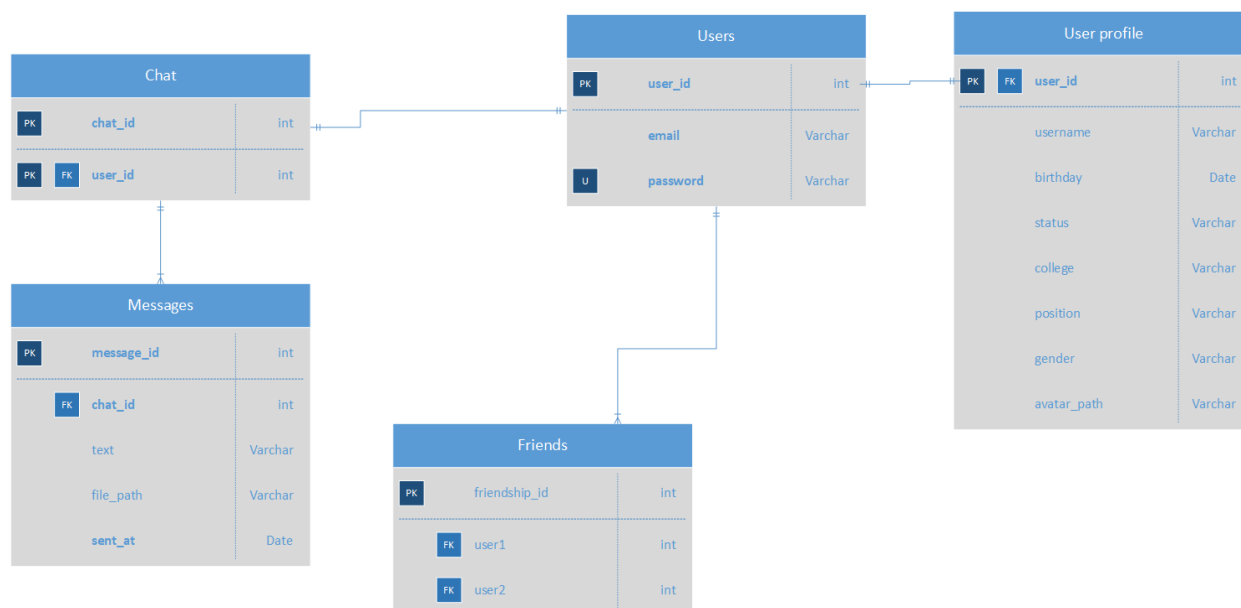 Chat
PK chat_id int
PK FK user_id int
Messages
PK message_id int
FK chat_id int
text Varchar
file_path Varchar
sent_at Date
Users
PK user_id int
email Varchar
U password Varchar
Friends
PK friendship_id int
FK user1 int
FK user2 int
User profile
PK FK user_id int
username Varchar
birthday Date
status Varchar
college Varchar
position Varchar
gender Varchar
avatar_path Varchar